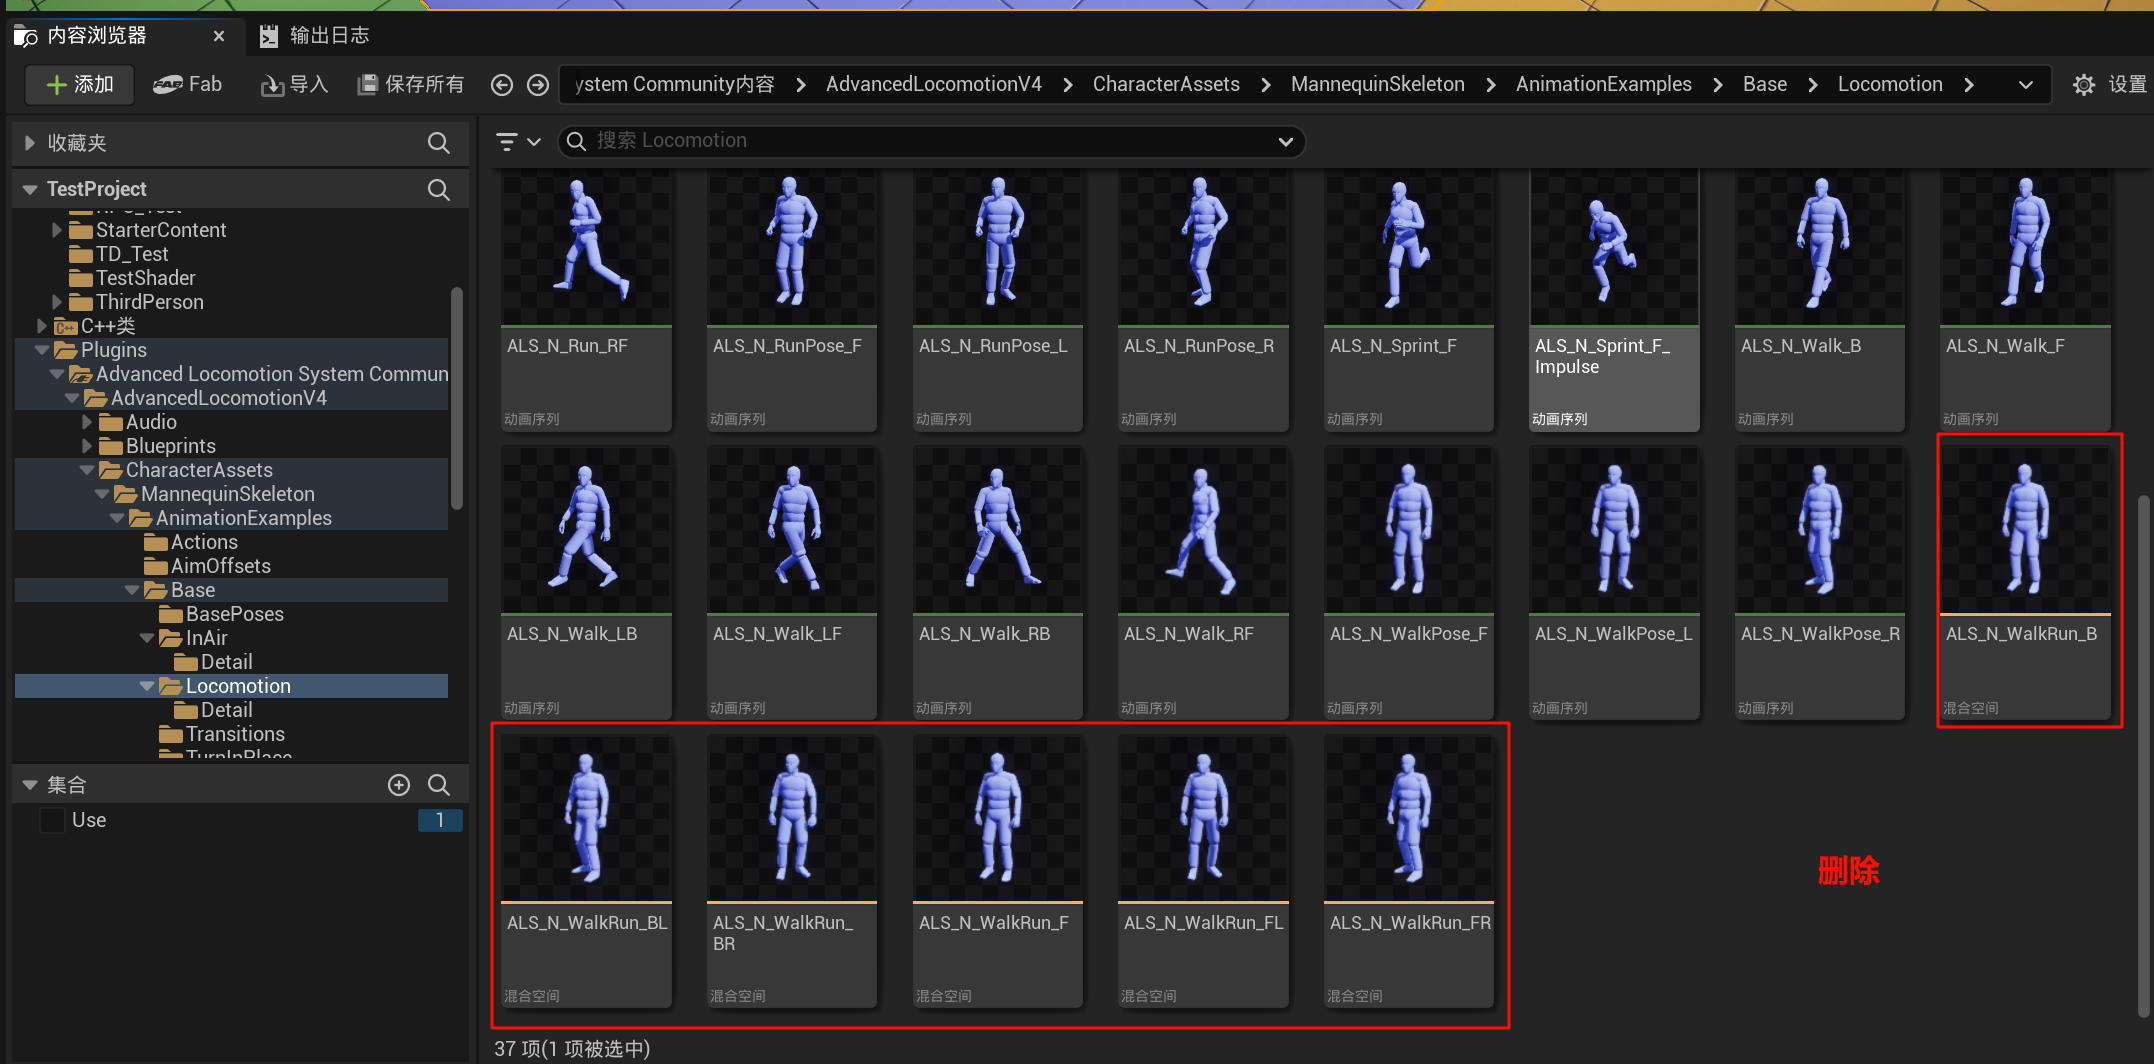 内容浏览器
输出日志
添加
Fab
导入
保存所有
ystem Community内容
AdvancedLocomotionV4
CharacterAssets
MannequinSkeleton
AnimationExamples
Base
Locomotion
设置
收藏夹
搜索 Locomotion
TestProject
StarterContent
TD_Test
TestShader
ThirdPerson
C++类
Plugins
Advanced Locomotion System Commun
AdvancedLocomotionV4
Audio
Blueprints
CharacterAssets
MannequinSkeleton
AnimationExamples
Actions
AimOffsets
Base
BasePoses
InAir
Detail
Locomotion
Detail
Transitions
TurnInPlace
集合
Use
1
ALS_N_Run_RF
动画序列
ALS_N_RunPose_F
动画序列
ALS_N_RunPose_L
动画序列
ALS_N_RunPose_R
动画序列
ALS_N_Sprint_F
动画序列
ALS_N_Sprint_F_
Impulse
动画序列
ALS_N_Walk_B
动画序列
ALS_N_Walk_F
动画序列
ALS_N_Walk_LB
动画序列
ALS_N_Walk_LF
动画序列
ALS_N_Walk_RB
动画序列
ALS_N_Walk_RF
动画序列
ALS_N_WalkPose_F
动画序列
ALS_N_WalkPose_L
动画序列
ALS_N_WalkPose_R
动画序列
ALS_N_WalkRun_B
混合空间
ALS_N_WalkRun_BL
混合空间
ALS_N_WalkRun_
BR
混合空间
ALS_N_WalkRun_F
混合空间
ALS_N_WalkRun_FL
混合空间
ALS_N_WalkRun_FR
混合空间
删除
37 项(1 项被选中)